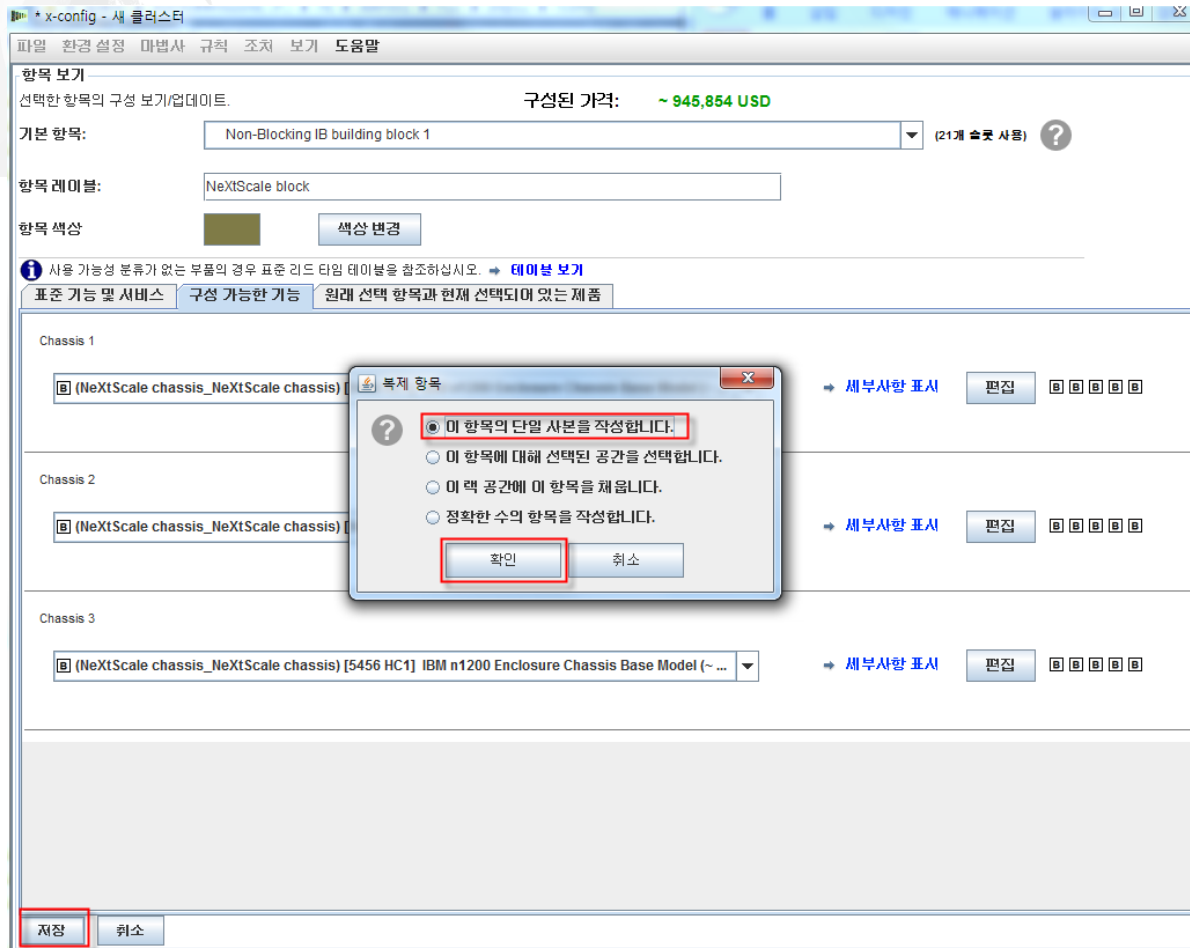 * x-config - 새 클러스터
파일 환경 설정 마법사 규칙 조치 보기 도움말
항목 보기
선택한 항목의 구성 보기/업데이트. 구성된 가격: ~ 945,854 USD
기본 항목: Non-Blocking IB building block 1 (21개 슬롯 사용)
항목 레이블: NeXtScale block
항목 색상 색상 변경
사용 가능성 분류가 없는 부품의 경우 표준 리드 타임 테이블을 참조하십시오. 테이블 보기
표준 기능 및 서비스 구성 가능한 기능 원래 선택 항목과 현재 선택되어 있는 제품
Chassis 1
B (NeXtScale chassis_NeXtScale chassis) [ 세부사항 표시 편집 B B B B B
복제 항목
이 항목의 단일 사본을 작성합니다.
이 항목에 대해 선택된 공간을 선택합니다.
이 랙 공간에 이 항목을 채웁니다.
정확한 수의 항목을 작성합니다.
확인 취소
Chassis 2
B (NeXtScale chassis_NeXtScale chassis) [ 세부사항 표시 편집 B B B B B
Chassis 3
B (NeXtScale chassis_NeXtScale chassis) [5456 HC1] IBM n1200 Enclosure Chassis Base Model (~ ... 세부사항 표시 편집 B B B B B
저장 취소